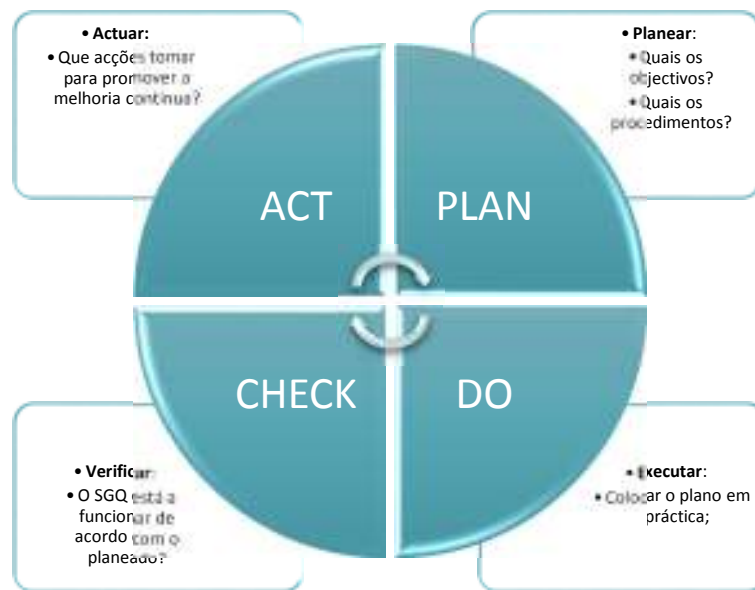 • Actuar:
• Que acções tomar
para promover a
melhoria contínua?
• Planear:
• Quais os
objectivos?
• Quais os
procedimentos?
ACT
PLAN
CHECK
DO
• Verificar:
• O SGQ está a
funcionar de
acordo com o
planeado?
• Executar:
• Colocar o plano em
práctica;